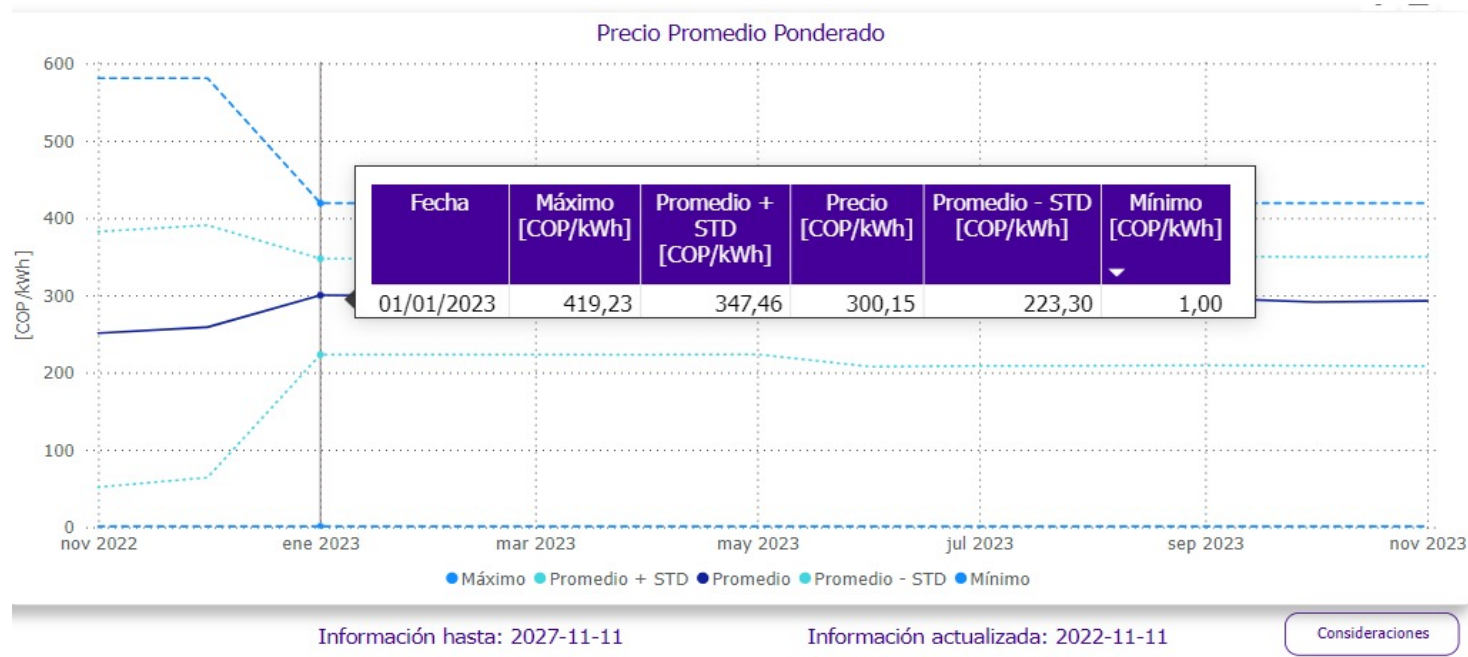 Precio Promedio Ponderado
600
500
400
300
200
100
0
[COP/kWh]
Fecha Máximo Promedio + Precio Promedio - STD Mínimo
[COP/kWh] STD [COP/kWh] [COP/kWh] [COP/kWh]
[COP/kWh]
01/01/2023 419,23 347,46 300,15 223,30 1,00
nov 2022 ene 2023 mar 2023 may 2023 jul 2023 sep 2023 nov 2023
Máximo Promedio + STD Promedio Promedio - STD Mínimo
Información hasta: 2027-11-11 Información actualizada: 2022-11-11 Consideraciones